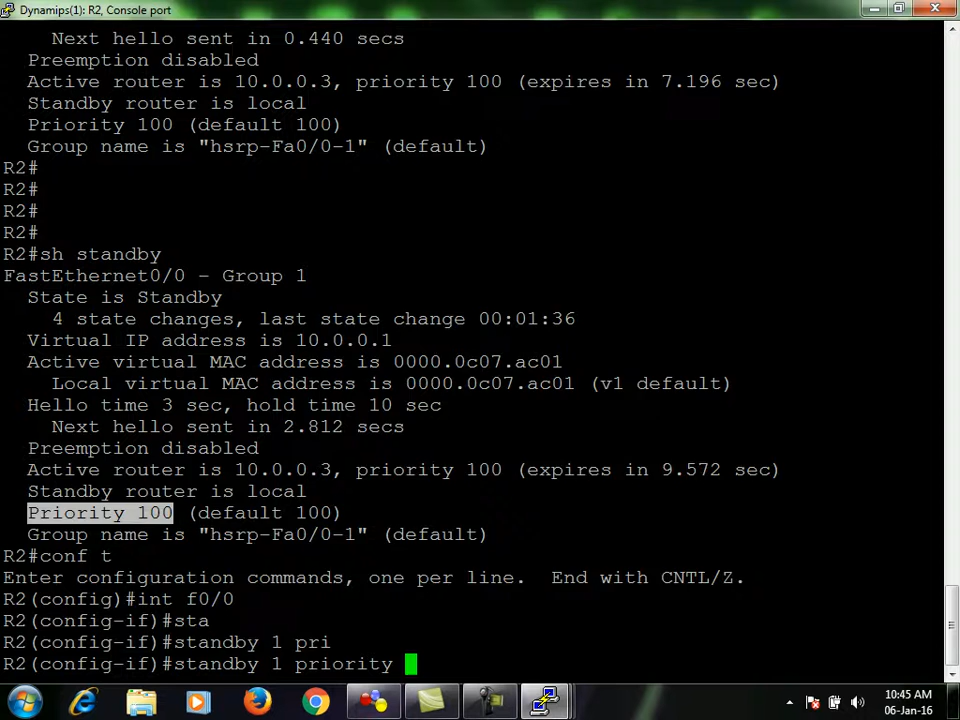 Dynamips(1): R2, Console port
Next hello sent in 0.440 secs
Preemption disabled
Active router is 10.0.0.3, priority 100 (expires in 7.196 sec)
Standby router is local
Priority 100 (default 100)
Group name is "hsrp-Fa0/0-1" (default)
R2#
R2#
R2#
R2#
R2#sh standby
FastEthernet0/0 - Group 1
State is Standby
4 state changes, last state change 00:01:36
Virtual IP address is 10.0.0.1
Active virtual MAC address is 0000.0c07.ac01
Local virtual MAC address is 0000.0c07.ac01 (v1 default)
Hello time 3 sec, hold time 10 sec
Next hello sent in 2.812 secs
Preemption disabled
Active router is 10.0.0.3, priority 100 (expires in 9.572 sec)
Standby router is local
Priority 100 (default 100)
Group name is "hsrp-Fa0/0-1" (default)
R2#conf t
Enter configuration commands, one per line.  End with CNTL/Z.
R2(config)#int f0/0
R2(config-if)#sta
R2(config-if)#standby 1 pri
R2(config-if)#standby 1 priority
10:45 AM
06-Jan-16